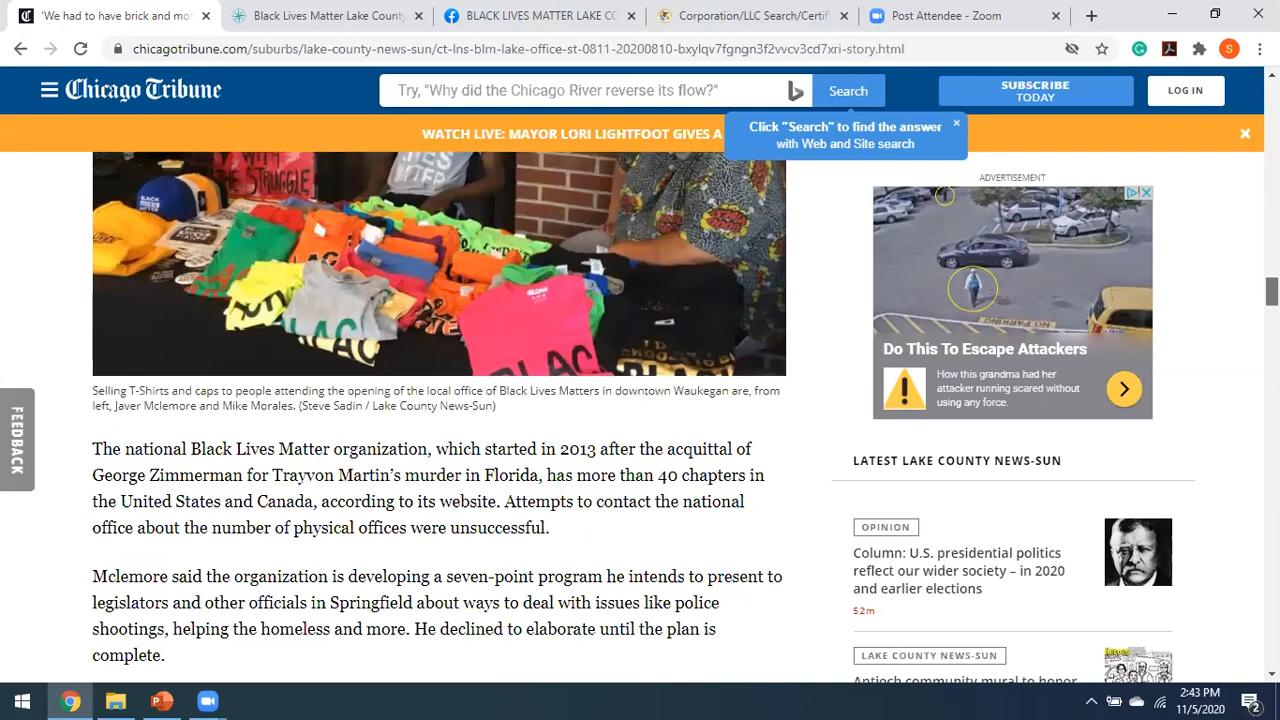 'We had to have brick and mo
Black Lives Matter Lake County
BLACK LIVES MATTER LAKE CO
Corporation/LLC Search/Certif
Post Attendee - Zoom
chicagotribune.com/suburbs/lake-county-news-sun/ct-lns-blm-lake-office-st-0811-20200810-bxylqv7fgngn3f2vvcv3cd7xri-story.html
S
Chicago Tribune
Try, "Why did the Chicago River reverse its flow?"
Search
SUBSCRIBE
TODAY
LOG IN
WATCH LIVE: MAYOR LORI LIGHTFOOT GIVES A
Click "Search" to find the answer
with Web and Site search
THE STRUGGLE
BLAC
ADVERTISEMENT
NO PARKING
Do This To Escape Attackers
How this grandma had her
attacker running scared without
using any force.
Selling T-Shirts and caps to people attending the opening of the local office of Black Lives Matters in downtown Waukegan are, from
left, Javer Mclemore and Mike Morales. (Steve Sadin / Lake County News-Sun)
FEEDBACK
The national Black Lives Matter organization, which started in 2013 after the acquittal of
George Zimmerman for Trayvon Martin's murder in Florida, has more than 40 chapters in
the United States and Canada, according to its website. Attempts to contact the national
office about the number of physical offices were unsuccessful.
Mclemore said the organization is developing a seven-point program he intends to present to
legislators and other officials in Springfield about ways to deal with issues like police
shootings, helping the homeless and more. He declined to elaborate until the plan is
complete.
LATEST LAKE COUNTY NEWS-SUN
OPINION
Column: U.S. presidential politics
reflect our wider society – in 2020
and earlier elections
52m
LAKE COUNTY NEWS-SUN
Antioch community mural to honor
2:43 PM
11/5/2020
2